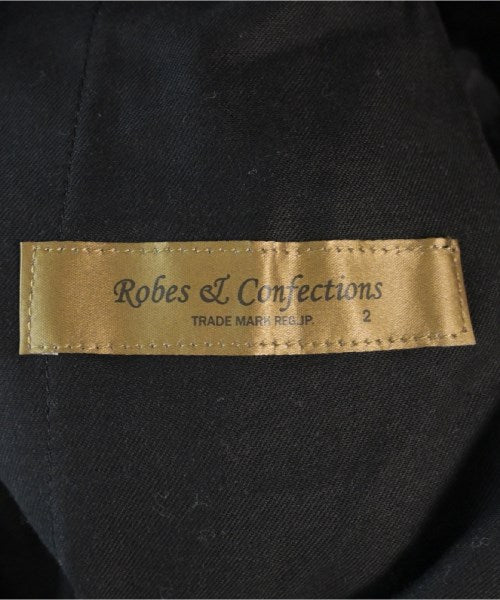 Robes & Confections
TRADE MARK REG.JP. 2